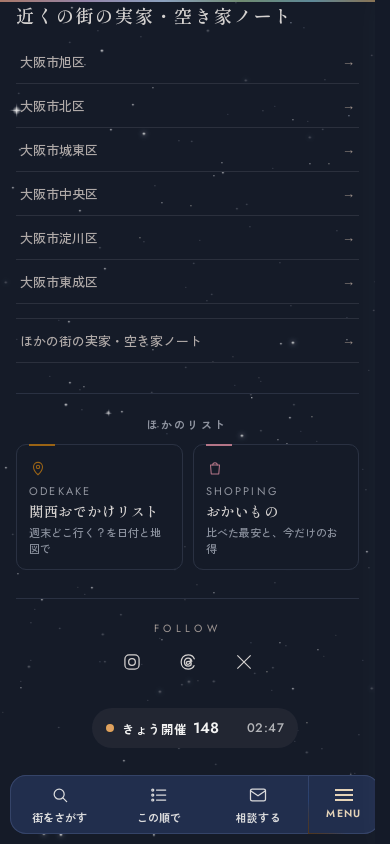 近くの街の実家・空き家ノート
大阪市旭区 →
大阪市北区 →
大阪市城東区 →
大阪市中央区 →
大阪市淀川区 →
大阪市東成区 →
ほかの街の実家・空き家ノート →
ほかのリスト
ODEKAKE
関西おでかけリスト
週末どこ行く？を日付と地
図で
SHOPPING
おかいもの
比べた最安と、今だけのお
得
FOLLOW
きょう開催 148 02:47
街をさがす この順で 相談する MENU